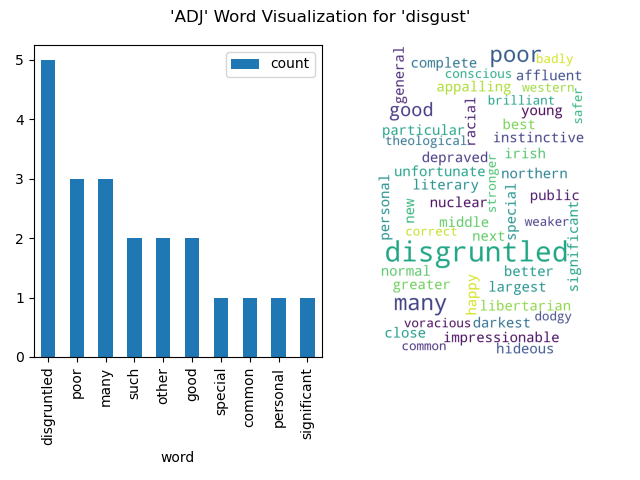 'ADJ' Word Visualization for 'disgust'
count
5
4
3
2
1
0
disgruntled
poor
many
such
other
good
special
common
personal
significant
word
general
complete
poor
badly
conscious
affluent
appalling
western
brilliant
safer
good
racial
young
best
particular
theological
instinctive
depraved
irish
unfortunate
stronger
northern
literary
personal
new
nuclear
special
public
middle
weaker
correct
next
significant
disgruntled
normal
better
greater
happy
largest
many
libertarian
voracious
darkest
dodgy
close
impressionable
common
hideous